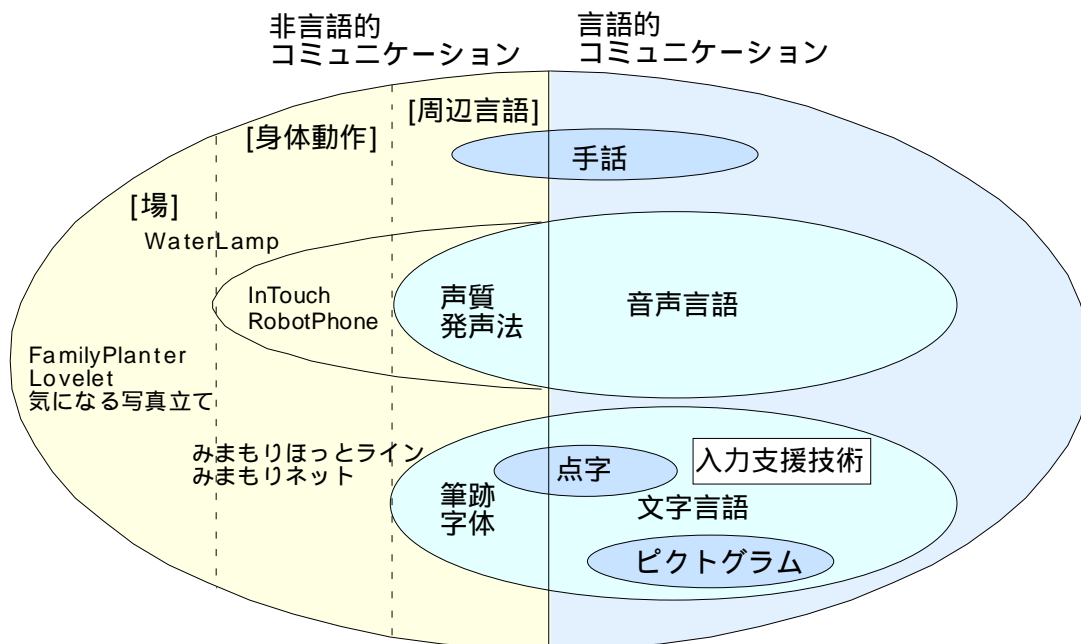 非言語的
コミュニケーション
言語的
コミュニケーション
[周辺言語]
[身体動作]
手話
[場]
WaterLamp
InTouch
RobotPhone
声質
発声法
音声言語
FamilyPlanter
Lovelet
気になる写真立て
みまもりほっとライン
みまもりネット
点字
入力支援技術
筆跡
字体
文字言語
ピクトグラム